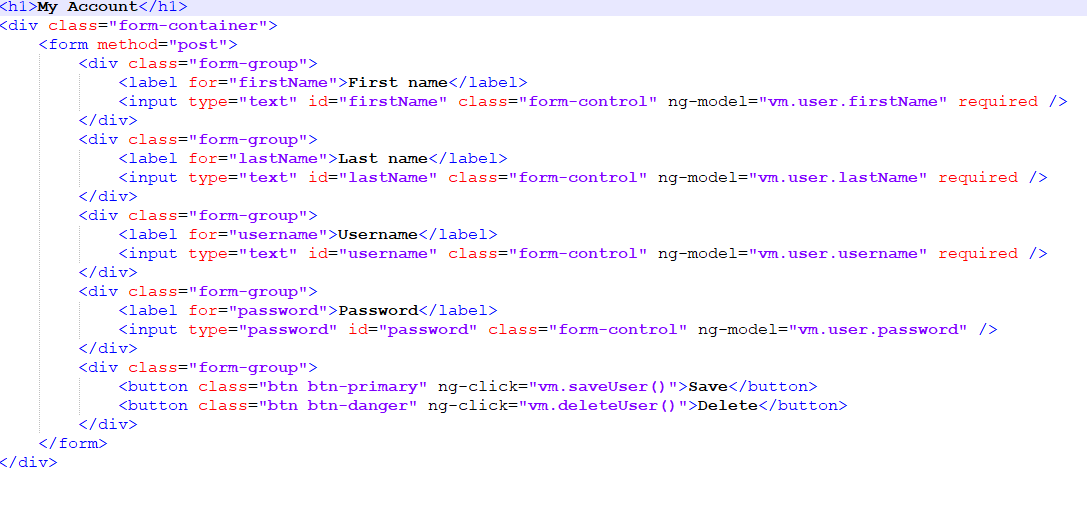 <h1>My Account</h1>
<div class="form-container">
    <form method="post">
        <div class="form-group">
            <label for="firstName">First name</label>
            <input type="text" id="firstName" class="form-control" ng-model="vm.user.firstName" required />
        </div>
        <div class="form-group">
            <label for="lastName">Last name</label>
            <input type="text" id="lastName" class="form-control" ng-model="vm.user.lastName" required />
        </div>
        <div class="form-group">
            <label for="username">Username</label>
            <input type="text" id="username" class="form-control" ng-model="vm.user.username" required />
        </div>
        <div class="form-group">
            <label for="password">Password</label>
            <input type="password" id="password" class="form-control" ng-model="vm.user.password" />
        </div>
        <div class="form-group">
            <button class="btn btn-primary" ng-click="vm.saveUser()">Save</button>
            <button class="btn btn-danger" ng-click="vm.deleteUser()">Delete</button>
        </div>
    </form>
</div>